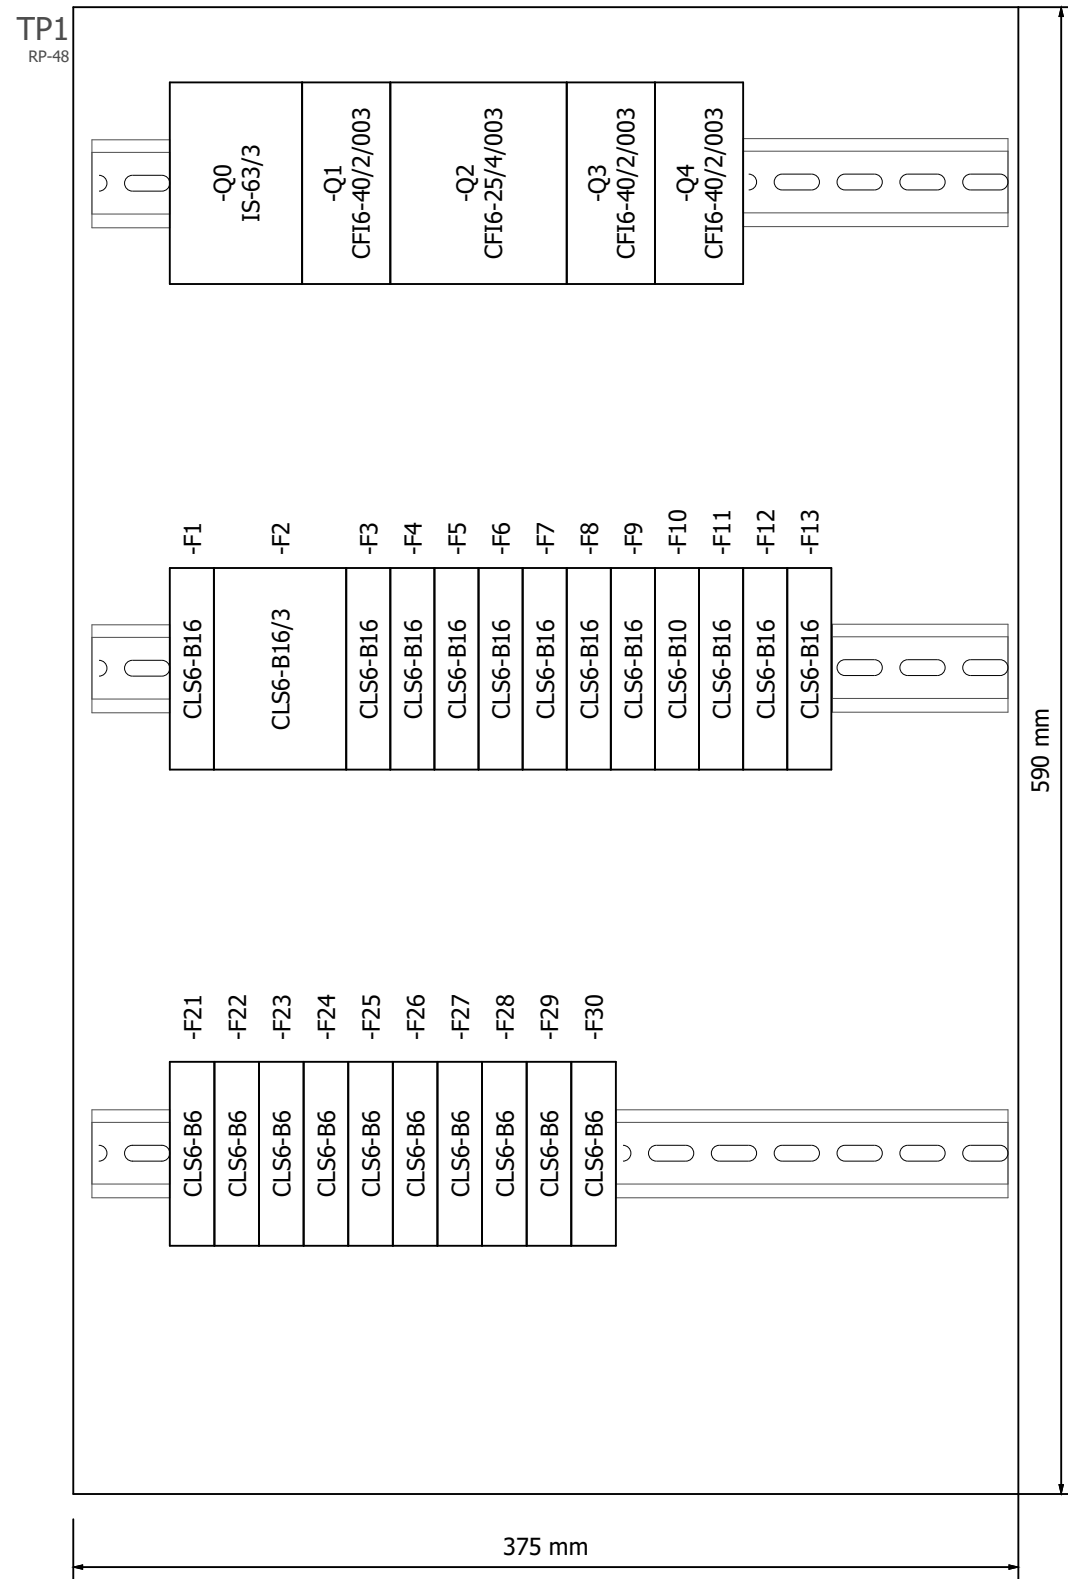 TP1
RP-48
-Q0
IS-63/3
-Q1
CFI6-40/2/003
-Q2
CFI6-25/4/003
-Q3
CFI6-40/2/003
-Q4
CFI6-40/2/003
-F1
-F2
-F3
-F4
-F5
-F6
-F7
-F8
-F9
-F10
-F11
-F12
-F13
CLS6-B16
CLS6-B16/3
CLS6-B16
CLS6-B16
CLS6-B16
CLS6-B16
CLS6-B16
CLS6-B16
CLS6-B16
CLS6-B10
CLS6-B16
CLS6-B16
CLS6-B16
590 mm
-F21
-F22
-F23
-F24
-F25
-F26
-F27
-F28
-F29
-F30
CLS6-B6
CLS6-B6
CLS6-B6
CLS6-B6
CLS6-B6
CLS6-B6
CLS6-B6
CLS6-B6
CLS6-B6
CLS6-B6
375 mm